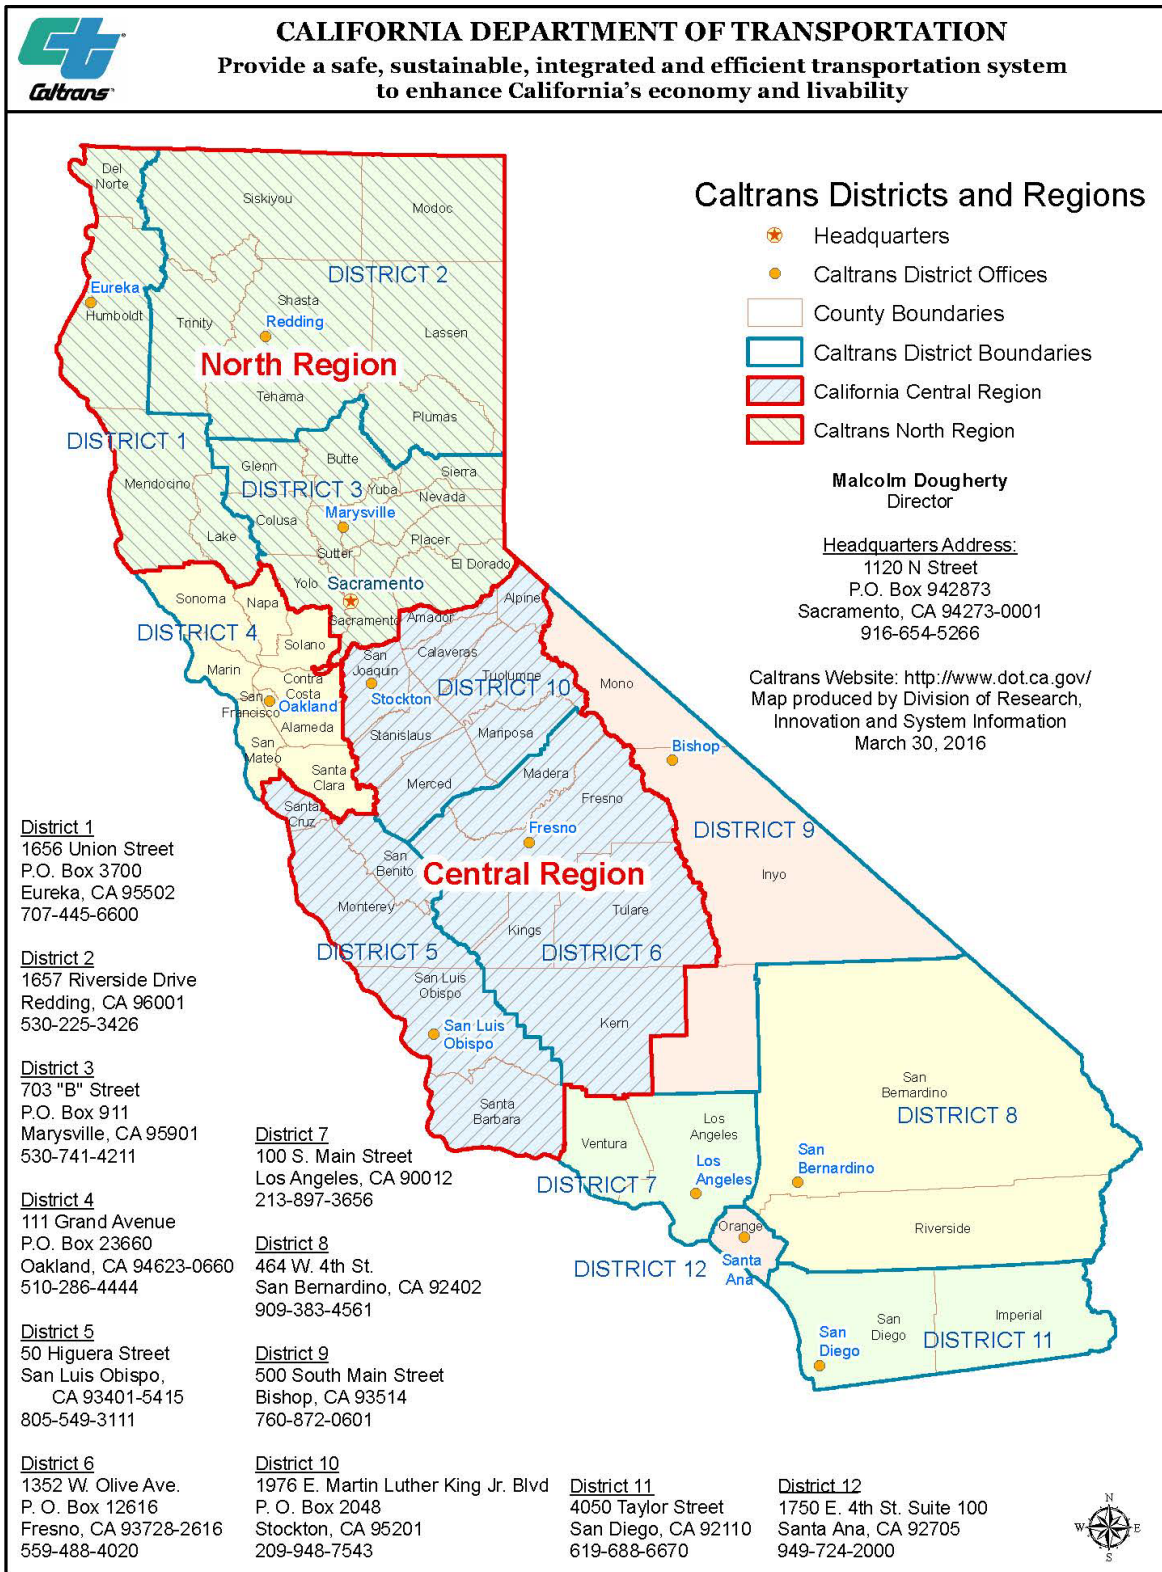 Caltrans
CALIFORNIA DEPARTMENT OF TRANSPORTATION
Provide a safe, sustainable, integrated and efficient transportation system
to enhance California's economy and livability
Caltrans Districts and Regions
Headquarters
Caltrans District Offices
County Boundaries
Caltrans District Boundaries
California Central Region
Caltrans North Region
Malcolm Dougherty
Director
Headquarters Address:
1120 N Street
P.O. Box 942873
Sacramento, CA 94273-0001
916-654-5266
Caltrans Website: http://www.dot.ca.gov/
Map produced by Division of Research,
Innovation and System Information
March 30, 2016
Del
Norte
Siskiyou
Modoc
DISTRICT 2
Eureka
Humboldt
Shasta
Trinity
Redding
Lassen
North Region
Tehama
Plumas
DISTRICT 1
Mendocino
Lake
Glenn
Butte
Sierra
DISTRICT 3
Yuba
Nevada
Colusa
Marysville
Placer
Sutter
El Dorado
Yolo
Sacramento
Sacramento
Sonoma
Napa
DISTRICT 4
Solano
Marin
Contra
Costa
San
Francisco
Oakland
Alameda
San
Mateo
Santa
Clara
Alpine
Amador
Calaveras
San
Joaquin
Tuolumne
DISTRICT 10
Stockton
Stanislaus
Mariposa
Merced
Mono
Bishop
DISTRICT 9
Inyo
Madera
Fresno
Fresno
Santa
Cruz
San
Benito
Central Region
Monterey
Tulare
Kings
DISTRICT 5
DISTRICT 6
San Luis
Obispo
San Luis
Obispo
Kern
Santa
Barbara
Ventura
Los
Angeles
Los
Angeles
DISTRICT 7
San
Bernardino
DISTRICT 8
San
Bernardino
Riverside
Orange
Santa
Ana
DISTRICT 12
San
Diego
San
Diego
Imperial
DISTRICT 11
District 1
1656 Union Street
P.O. Box 3700
Eureka, CA 95502
707-445-6600
District 2
1657 Riverside Drive
Redding, CA 96001
530-225-3426
District 3
703 "B" Street
P.O. Box 911
Marysville, CA 95901
530-741-4211
District 4
111 Grand Avenue
P.O. Box 23660
Oakland, CA 94623-0660
510-286-4444
District 5
50 Higuera Street
San Luis Obispo,
CA 93401-5415
805-549-3111
District 6
1352 W. Olive Ave.
P. O. Box 12616
Fresno, CA 93728-2616
559-488-4020
District 7
100 S. Main Street
Los Angeles, CA 90012
213-897-3656
District 8
464 W. 4th St.
San Bernardino, CA 92402
909-383-4561
District 9
500 South Main Street
Bishop, CA 93514
760-872-0601
District 10
1976 E. Martin Luther King Jr. Blvd
P. O. Box 2048
Stockton, CA 95201
209-948-7543
District 11
4050 Taylor Street
San Diego, CA 92110
619-688-6670
District 12
1750 E. 4th St. Suite 100
Santa Ana, CA 92705
949-724-2000
N
W
E
S